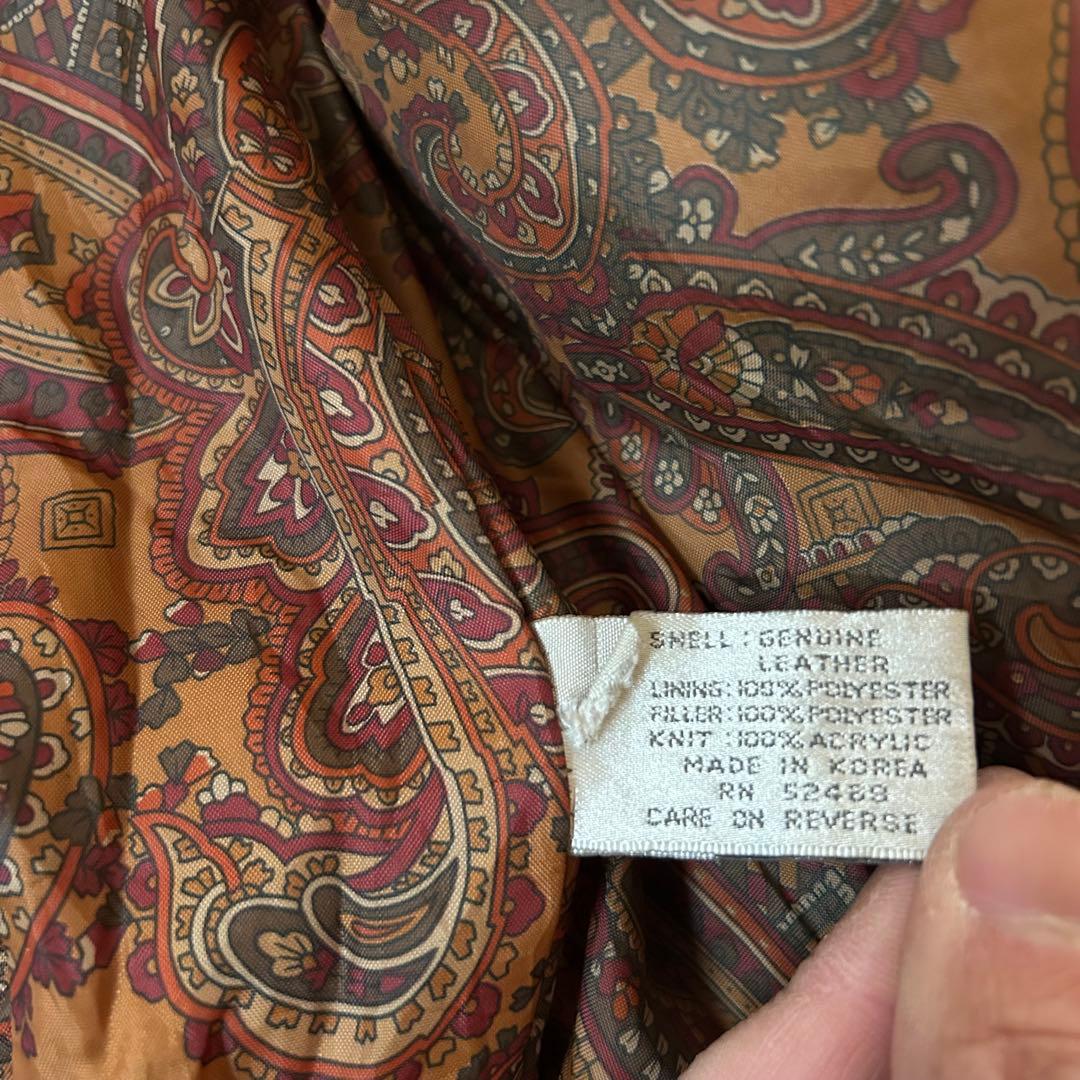 SHELL : GENUINE
LEATHER
LINING: 100% POLYESTER
FILLER: 100% POLYESTER
KNIT : 100% ACRYLIC
MADE IN KOREA
RN 52469
CARE ON REVERSE